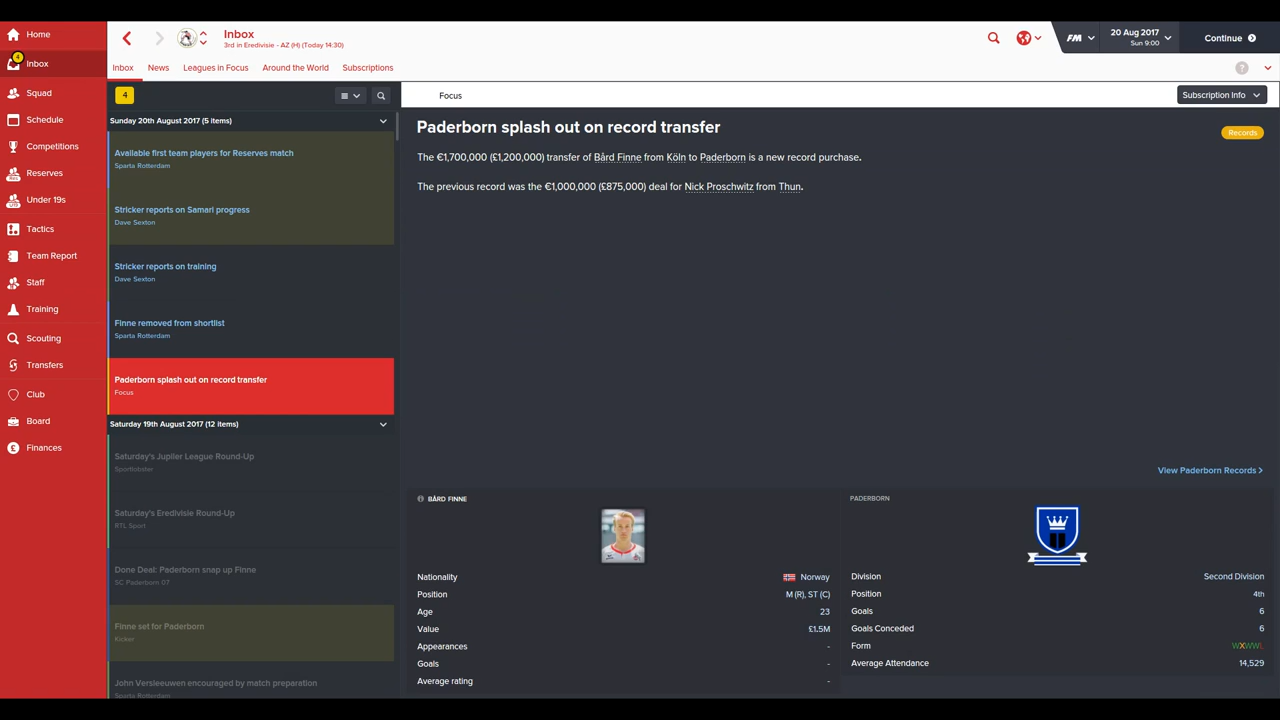 Home
Inbox
Squad
Schedule
Competitions
Reserves
Under 19s
Tactics
Team Report
Staff
Training
Scouting
Transfers
Club
Board
Finances
4
Inbox
3rd in Eredivisie - AZ (H) (Today 14:30)
FM
20 Aug 2017
Sun 9:00
Continue
Inbox
News
Leagues in Focus
Around the World
Subscriptions
?
4
Sunday 20th August 2017 (5 items)
Available first team players for Reserves match
Sparta Rotterdam
Stricker reports on Samari progress
Dave Sexton
Stricker reports on training
Dave Sexton
Finne removed from shortlist
Sparta Rotterdam
Paderborn splash out on record transfer
Focus
Saturday 19th August 2017 (12 items)
Saturday's Jupiler League Round-Up
Sportlobster
Saturday's Eredivisie Round-Up
RTL Sport
Done Deal: Paderborn snap up Finne
SC Paderborn 07
Finne set for Paderborn
Kicker
John Versleeuwen encouraged by match preparation
Sparta Rotterdam
Focus
Subscription Info
Paderborn splash out on record transfer
Records
The €1,700,000 (£1,200,000) transfer of Bård Finne from Köln to Paderborn is a new record purchase.
The previous record was the €1,000,000 (£875,000) deal for Nick Proschwitz from Thun.
View Paderborn Records >
BÅRD FINNE
Nationality Norway
Position M (R), ST (C)
Age 23
Value £1.5M
Appearances -
Goals -
Average rating -
PADERBORN
Division Second Division
Position 4th
Goals 6
Goals Conceded 6
Form WXWWL
Average Attendance 14,529